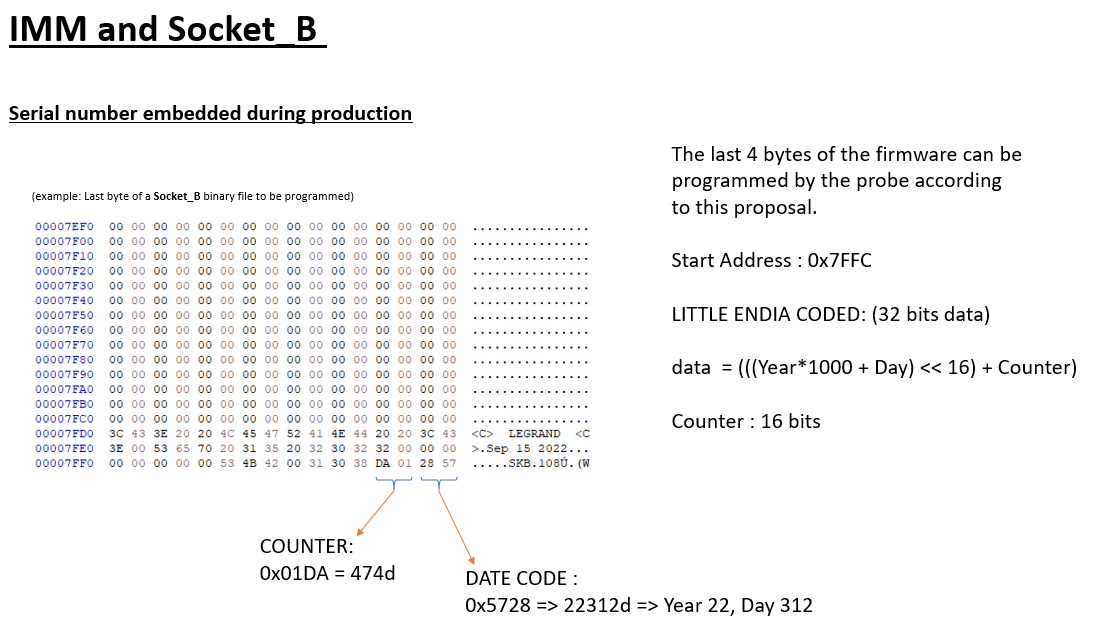 IMM and Socket_B
Serial number embedded during production
(example: Last byte of a Socket_B binary file to be programmed)
00007EF0 00 00 00 00 00 00 00 00 00 00 00 00 00 00 00 00 ................
00007F00 00 00 00 00 00 00 00 00 00 00 00 00 00 00 00 00 ................
00007F10 00 00 00 00 00 00 00 00 00 00 00 00 00 00 00 00 ................
00007F20 00 00 00 00 00 00 00 00 00 00 00 00 00 00 00 00 ................
00007F30 00 00 00 00 00 00 00 00 00 00 00 00 00 00 00 00 ................
00007F40 00 00 00 00 00 00 00 00 00 00 00 00 00 00 00 00 ................
00007F50 00 00 00 00 00 00 00 00 00 00 00 00 00 00 00 00 ................
00007F60 00 00 00 00 00 00 00 00 00 00 00 00 00 00 00 00 ................
00007F70 00 00 00 00 00 00 00 00 00 00 00 00 00 00 00 00 ................
00007F80 00 00 00 00 00 00 00 00 00 00 00 00 00 00 00 00 ................
00007F90 00 00 00 00 00 00 00 00 00 00 00 00 00 00 00 00 ................
00007FA0 00 00 00 00 00 00 00 00 00 00 00 00 00 00 00 00 ................
00007FB0 00 00 00 00 00 00 00 00 00 00 00 00 00 00 00 00 ................
00007FC0 00 00 00 00 00 00 00 00 00 00 00 00 00 00 00 00 ................
00007FD0 3C 43 3E 20 20 4C 45 47 52 41 4E 44 20 20 3C 43 <C>  LEGRAND  <C
00007FE0 3E 00 53 65 70 20 31 35 20 32 30 32 32 00 00 00 >.Sep 15 2022...
00007FF0 00 00 00 00 00 53 4B 42 00 31 30 38 DA 01 28 57 .....SKB.108Ú.(W
COUNTER:
0x01DA = 474d
DATE CODE :
0x5728 => 22312d => Year 22, Day 312
The last 4 bytes of the firmware can be
programmed by the probe according
to this proposal.
Start Address : 0x7FFC
LITTLE ENDIA CODED: (32 bits data)
data  = (((Year*1000 + Day) << 16) + Counter)
Counter : 16 bits